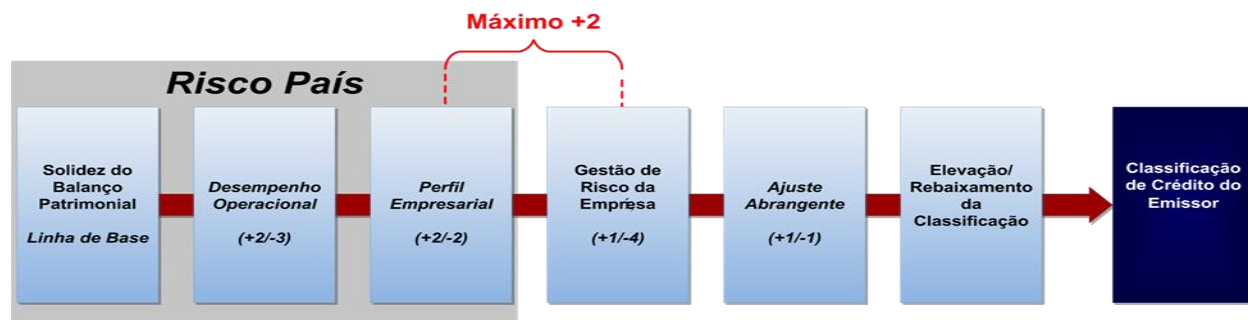 Máximo +2
Risco País
Solidez do
Balanço
Patrimonial
Linha de Base
Desempenho
Operacional
(+2/-3)
Perfil
Empresarial
(+2/-2)
Gestão de
Risco da
Empresa
(+1/-4)
Ajuste
Abrangente
(+1/-1)
Elevação/
Rebaixamento
da
Classificação
Classificação
de Crédito do
Emissor